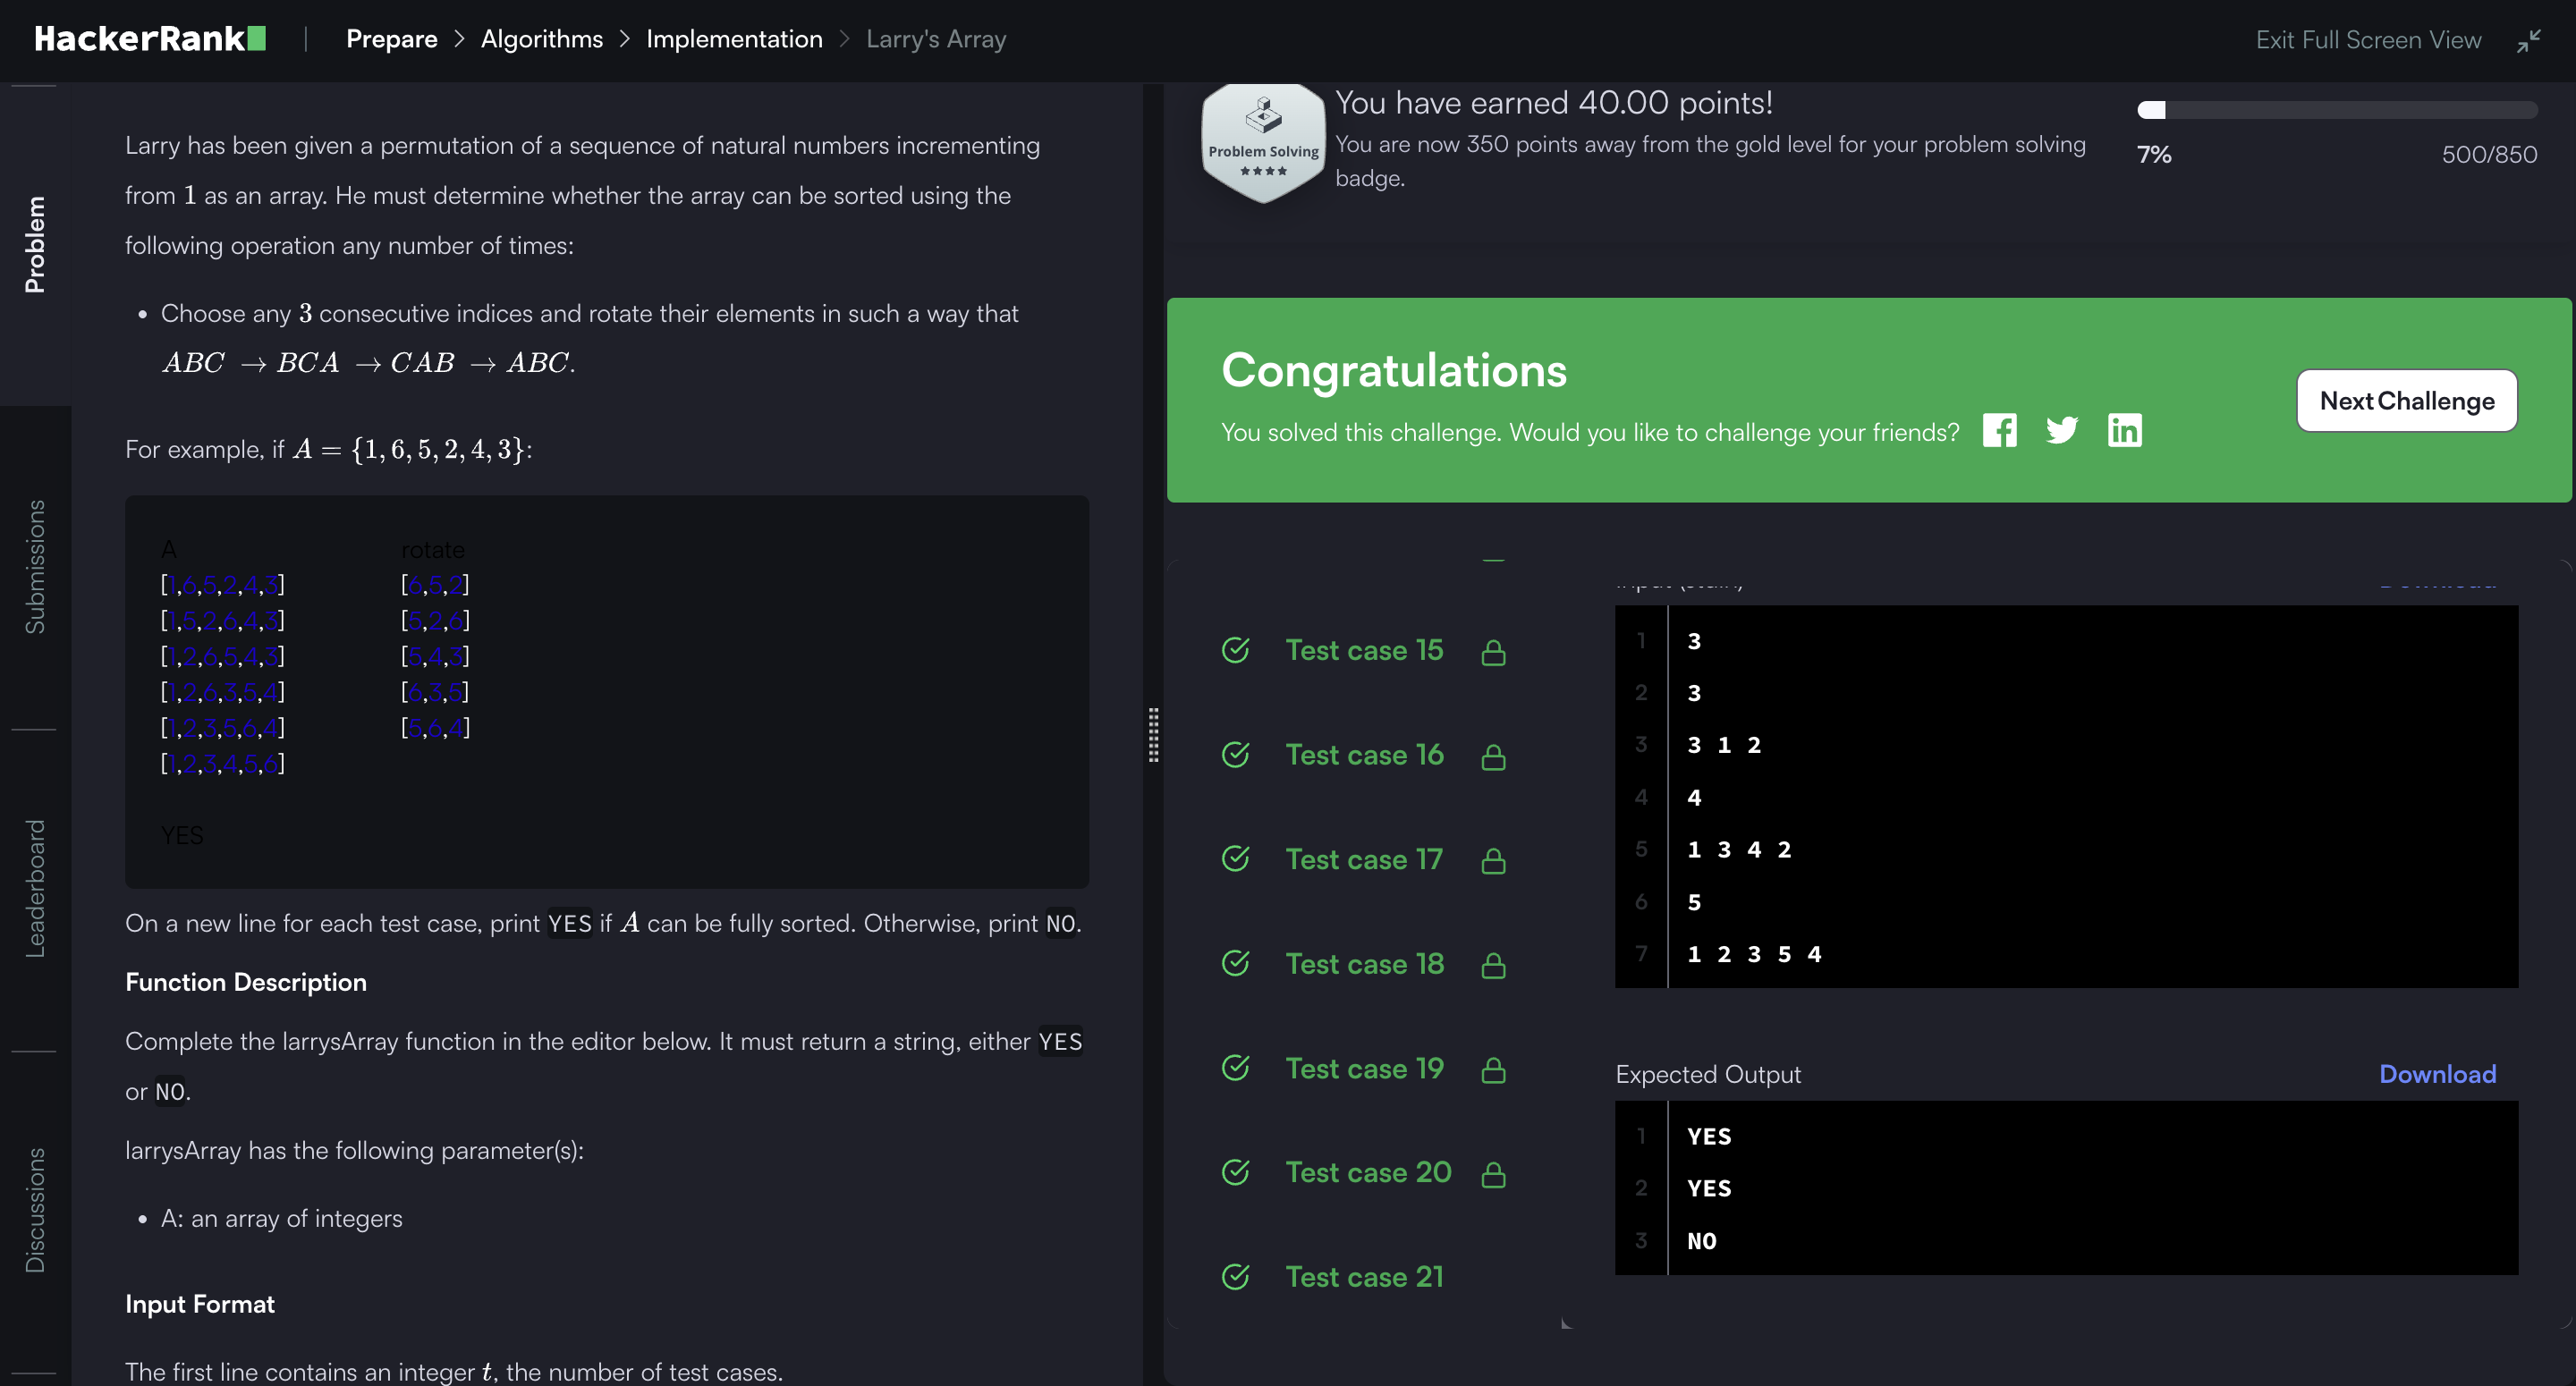 HackerRank | Prepare > Algorithms > Implementation > Larry's Array
Exit Full Screen View
Problem
Submissions
Leaderboard
Discussions
Larry has been given a permutation of a sequence of natural numbers incrementing
from 1 as an array. He must determine whether the array can be sorted using the
following operation any number of times:
• Choose any 3 consecutive indices and rotate their elements in such a way that
ABC → BCA → CAB → ABC.
For example, if A = {1, 6, 5, 2, 4, 3}:
A rotate
[1,6,5,2,4,3] [6,5,2]
[1,5,2,6,4,3] [5,2,6]
[1,2,6,5,4,3] [5,4,3]
[1,2,6,3,5,4] [6,3,5]
[1,2,3,5,6,4] [5,6,4]
[1,2,3,4,5,6]
YES
On a new line for each test case, print YES if A can be fully sorted. Otherwise, print NO.
Function Description
Complete the larrysArray function in the editor below. It must return a string, either YES
or NO.
larrysArray has the following parameter(s):
• A: an array of integers
Input Format
The first line contains an integer t, the number of test cases.
Problem Solving
You have earned 40.00 points!
You are now 350 points away from the gold level for your problem solving
badge.
7% 500/850
Congratulations
You solved this challenge. Would you like to challenge your friends?
Next Challenge
Test case 15
Test case 16
Test case 17
Test case 18
Test case 19
Test case 20
Test case 21
1 3
2 3
3 3 1 2
4 4
5 1 3 4 2
6 5
7 1 2 3 5 4
Expected Output Download
1 YES
2 YES
3 NO